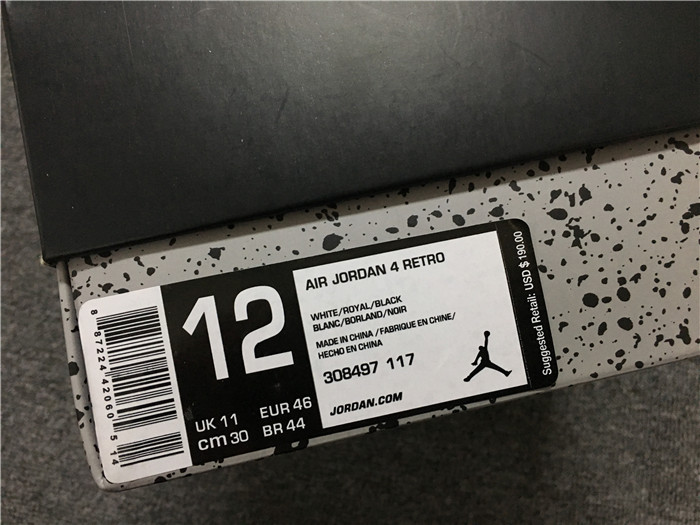 8 87224 42060 5 14
12
UK 11 EUR 46
cm 30 BR 44
AIR JORDAN 4 RETRO
WHITE/ROYAL/BLACK
BLANC/BORLAND/NOIR
MADE IN CHINA / FABRIQUE EN CHINE/
HECHO EN CHINA
308497 117
JORDAN.COM
Suggested Retail: USD $190.00